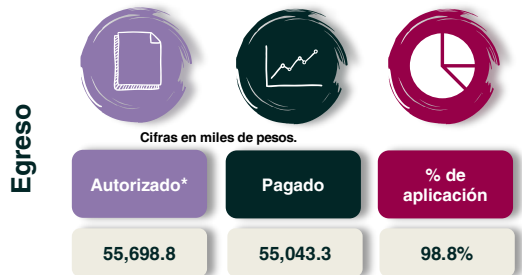 Egreso
Cifras en miles de pesos.
Autorizado*
Pagado
% de
aplicación
55,698.8
55,043.3
98.8%